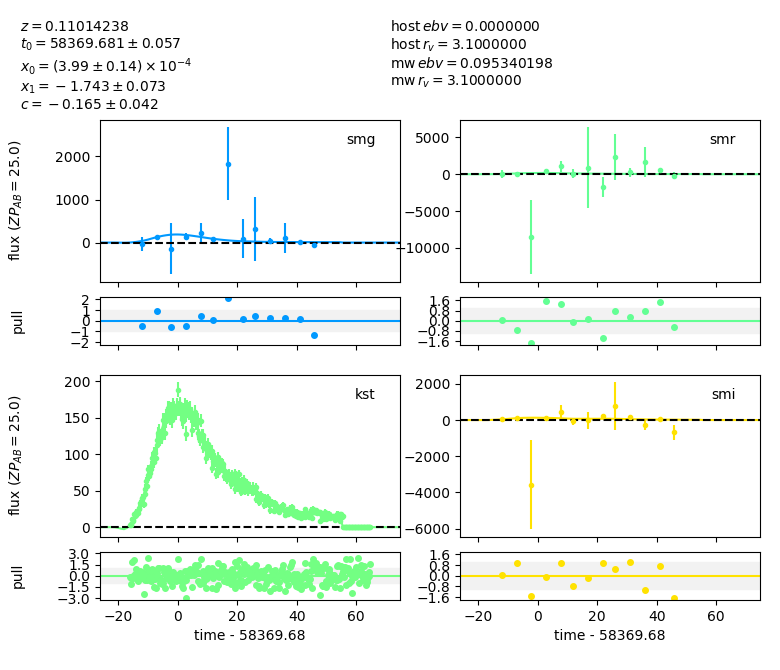 z = 0.11014238
t₀ = 58369.681 ± 0.057
x₀ = (3.99 ± 0.14) × 10⁻⁴
x₁ = −1.743 ± 0.073
c = −0.165 ± 0.042
host ebv = 0.0000000
host r_v = 3.1000000
mw ebv = 0.095340198
mw r_v = 3.1000000
smg
flux (ZP_AB = 25.0)
2000
1000
0
smr
5000
0
−5000
−10000
pull
2
1
0
−1
−2
1.6
0.8
0.0
−0.8
−1.6
kst
flux (ZP_AB = 25.0)
200
150
100
50
0
smi
2000
0
−2000
−4000
−6000
pull
3.0
1.5
0.0
−1.5
−3.0
1.6
0.8
0.0
−0.8
−1.6
−20 0 20 40 60
time - 58369.68
−20 0 20 40 60
time - 58369.68